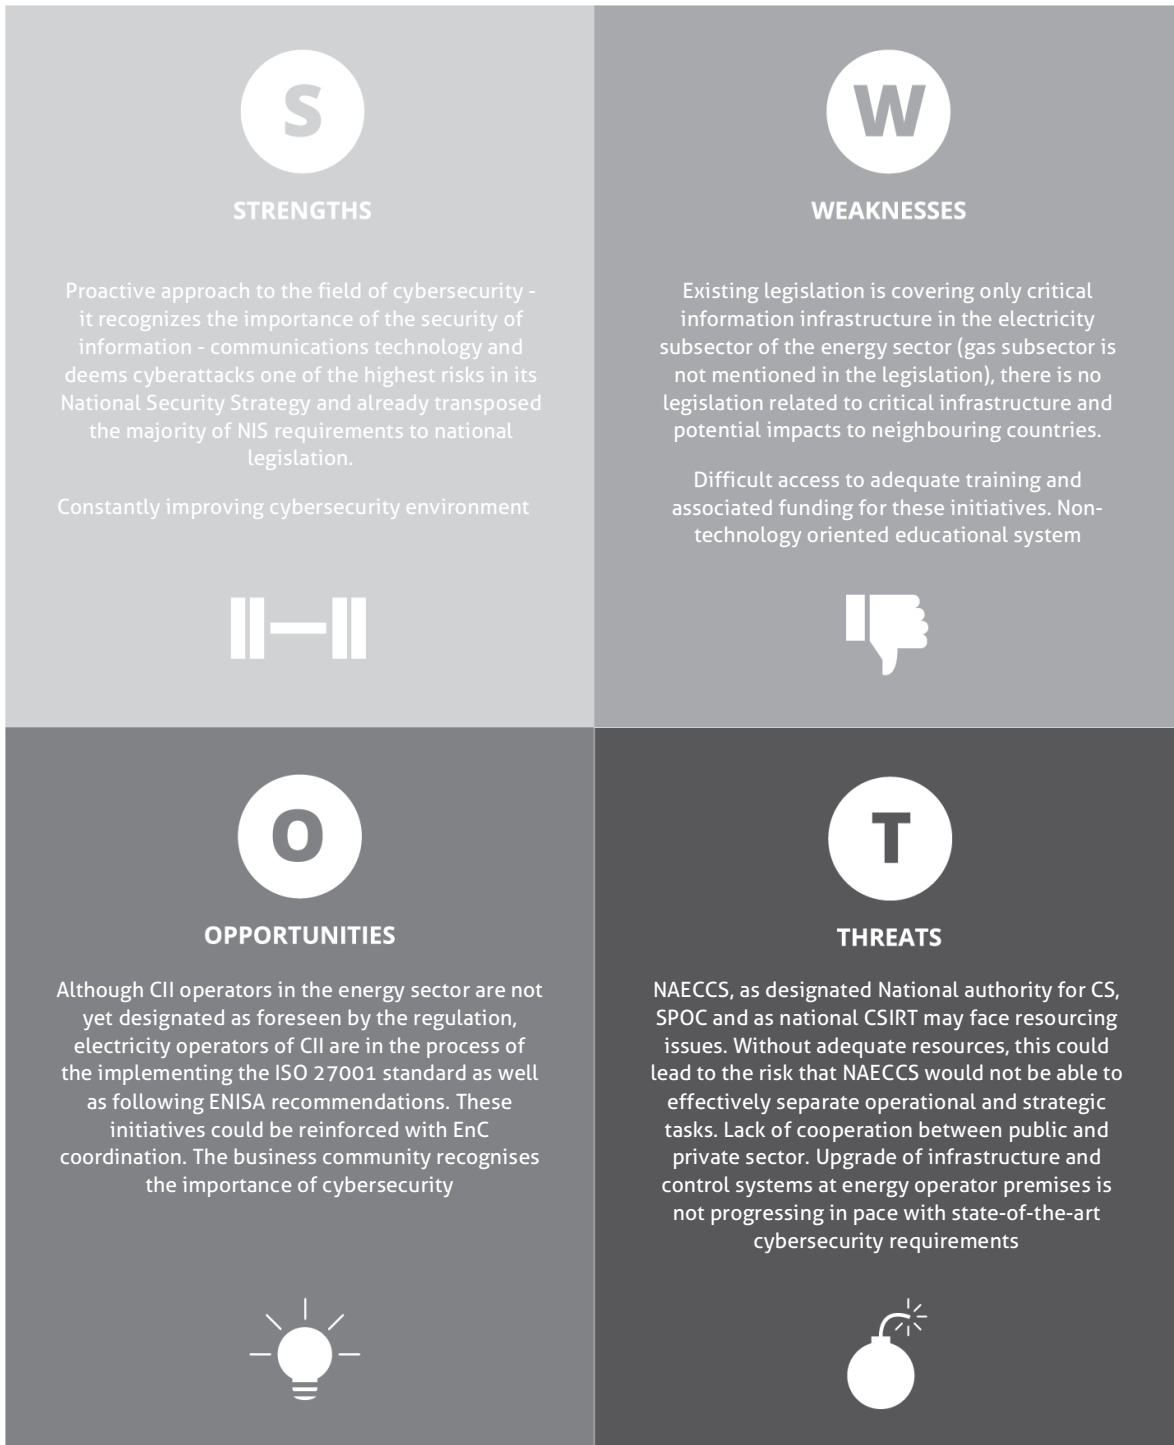 S
STRENGTHS
Proactive approach to the field of cybersecurity -
it recognizes the importance of the security of
information - communications technology and
deems cyberattacks one of the highest risks in its
National Security Strategy and already transposed
the majority of NIS requirements to national
legislation.
Constantly improving cybersecurity environment
W
WEAKNESSES
Existing legislation is covering only critical
information infrastructure in the electricity
subsector of the energy sector (gas subsector is
not mentioned in the legislation), there is no
legislation related to critical infrastructure and
potential impacts to neighbouring countries.
Difficult access to adequate training and
associated funding for these initiatives. Non-
technology oriented educational system
O
OPPORTUNITIES
Although CII operators in the energy sector are not
yet designated as foreseen by the regulation,
electricity operators of CII are in the process of
the implementing the ISO 27001 standard as well
as following ENISA recommendations. These
initiatives could be reinforced with EnC
coordination. The business community recognises
the importance of cybersecurity
T
THREATS
NAECCS, as designated National authority for CS,
SPOC and as national CSIRT may face resourcing
issues. Without adequate resources, this could
lead to the risk that NAECCS would not be able to
effectively separate operational and strategic
tasks. Lack of cooperation between public and
private sector. Upgrade of infrastructure and
control systems at energy operator premises is
not progressing in pace with state-of-the-art
cybersecurity requirements